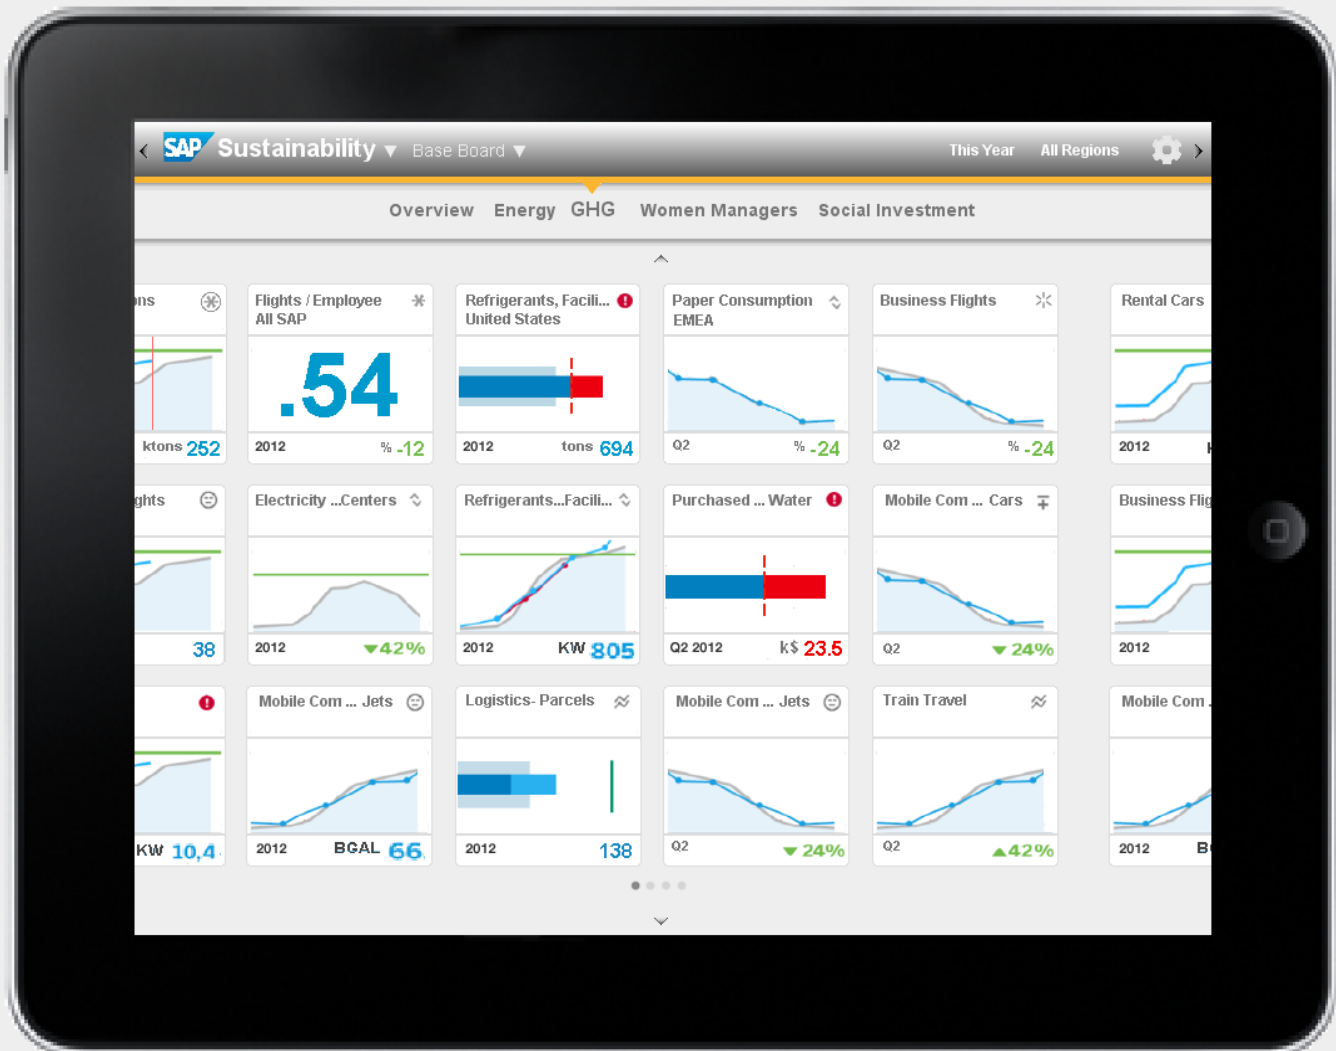 SAP Sustainability ▼ Base Board ▼ This Year All Regions
Overview Energy GHG Women Managers Social Investment
ktons 252
Flights / Employee
All SAP
.54
2012 % -12
Refrigerants, Facili...
United States
2012 tons 694
Paper Consumption
EMEA
Q2 % -24
Business Flights
Q2 % -24
Rental Cars
2012
38
Electricity ...Centers
2012 ▼42%
Refrigerants...Facili...
2012 KW 805
Purchased ... Water
Q2 2012 k$ 23.5
Mobile Com ... Cars
Q2 ▼ 24%
Business Flig
2012
KW 10,4
Mobile Com ... Jets
2012 BGAL 66
Logistics- Parcels
2012 138
Mobile Com ... Jets
Q2 ▼ 24%
Train Travel
Q2 ▲42%
Mobile Com .
2012